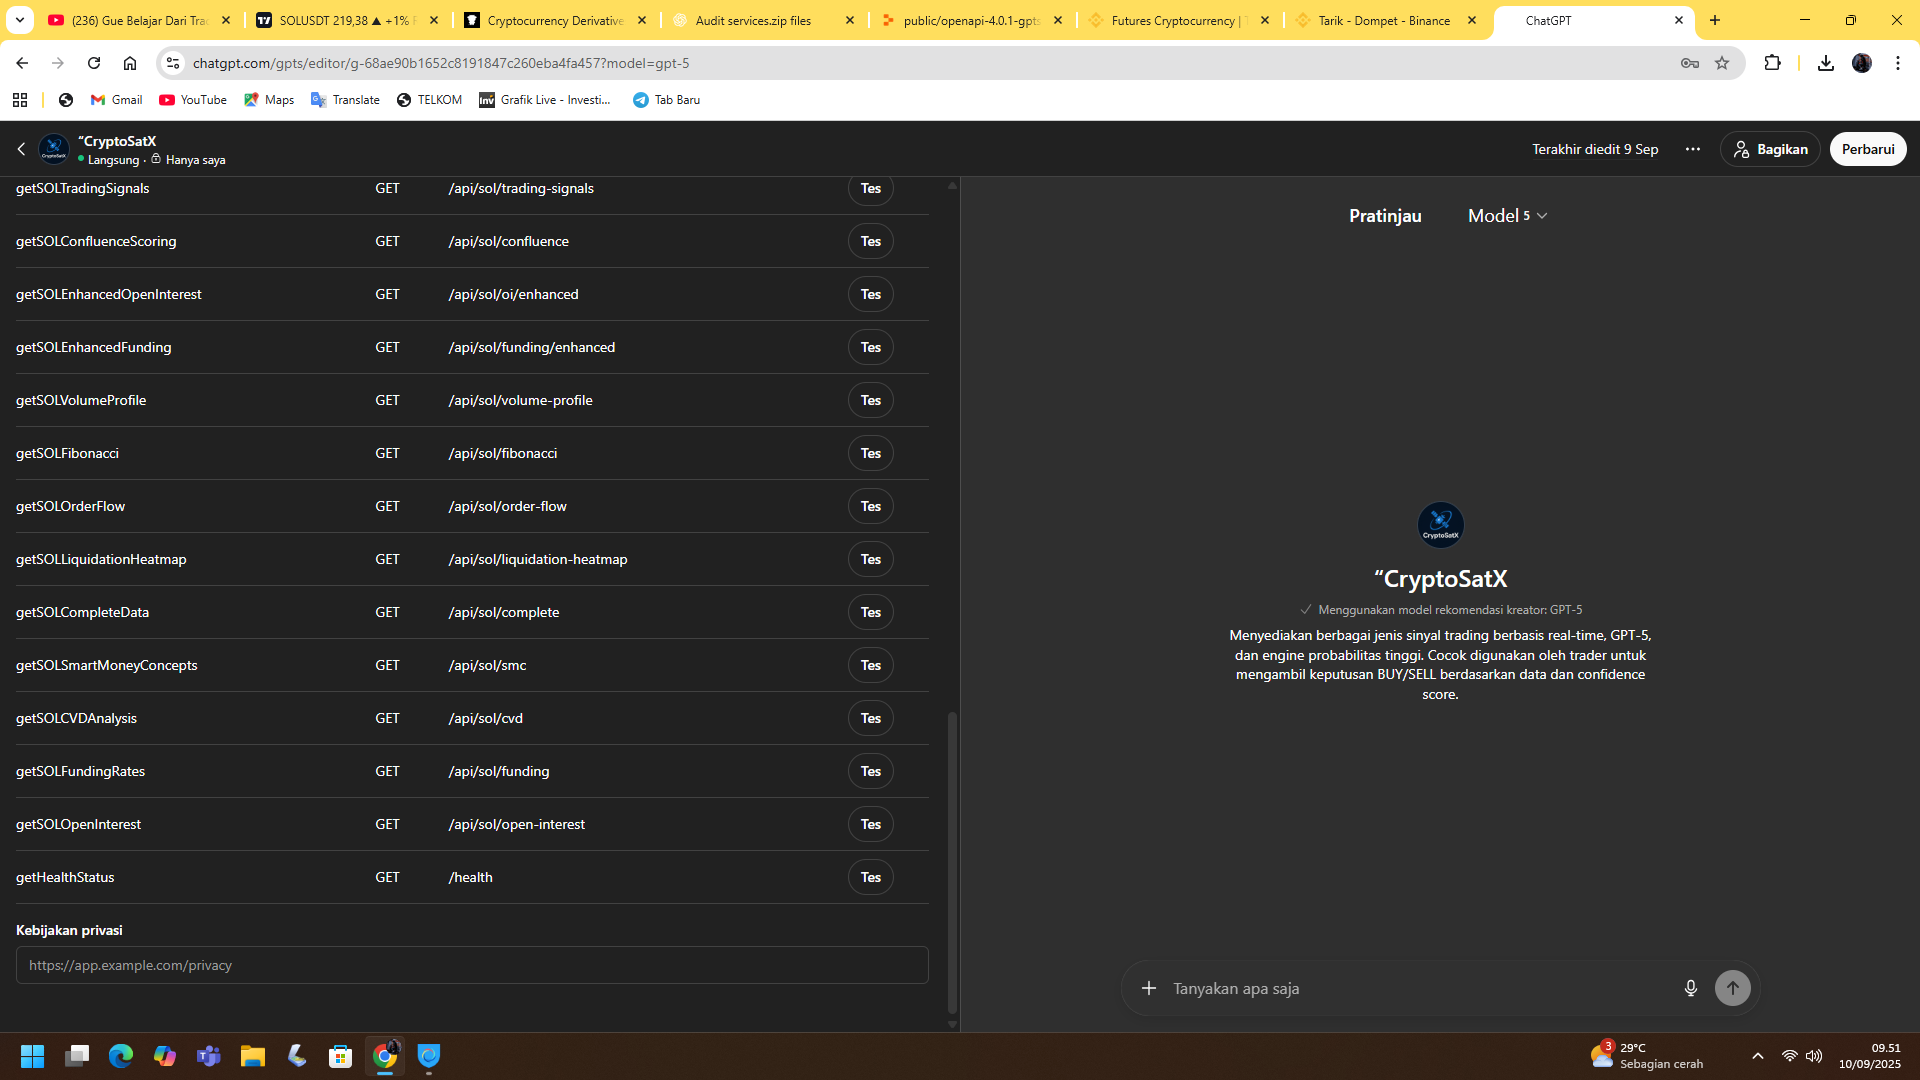 (236) Gue Belajar Dari Tra
SOLUSDT 219,38 ▲ +1%
Cryptocurrency Derivative
Audit services.zip files
public/openapi-4.0.1-gpts
Futures Cryptocurrency |
Tarik - Dompet - Binance
ChatGPT
chatgpt.com/gpts/editor/g-68ae90b1652c8191847c260eba4fa457?model=gpt-5
Gmail
YouTube
Maps
Translate
TELKOM
Inv
Grafik Live - Investi...
Tab Baru
“CryptoSatX
Langsung · Hanya saya
Terakhir diedit 9 Sep
Bagikan
Perbarui
getSOLTradingSignals GET /api/sol/trading-signals Tes
getSOLConfluenceScoring GET /api/sol/confluence Tes
getSOLEnhancedOpenInterest GET /api/sol/oi/enhanced Tes
getSOLEnhancedFunding GET /api/sol/funding/enhanced Tes
getSOLVolumeProfile GET /api/sol/volume-profile Tes
getSOLFibonacci GET /api/sol/fibonacci Tes
getSOLOrderFlow GET /api/sol/order-flow Tes
getSOLLiquidationHeatmap GET /api/sol/liquidation-heatmap Tes
getSOLCompleteData GET /api/sol/complete Tes
getSOLSmartMoneyConcepts GET /api/sol/smc Tes
getSOLCVDAnalysis GET /api/sol/cvd Tes
getSOLFundingRates GET /api/sol/funding Tes
getSOLOpenInterest GET /api/sol/open-interest Tes
getHealthStatus GET /health Tes
Kebijakan privasi
https://app.example.com/privacy
Pratinjau
Model 5
CryptoSatX
“CryptoSatX
Menggunakan model rekomendasi kreator: GPT-5
Menyediakan berbagai jenis sinyal trading berbasis real-time, GPT-5,
dan engine probabilitas tinggi. Cocok digunakan oleh trader untuk
mengambil keputusan BUY/SELL berdasarkan data dan confidence
score.
Tanyakan apa saja
3
29°C
Sebagian cerah
09.51
10/09/2025